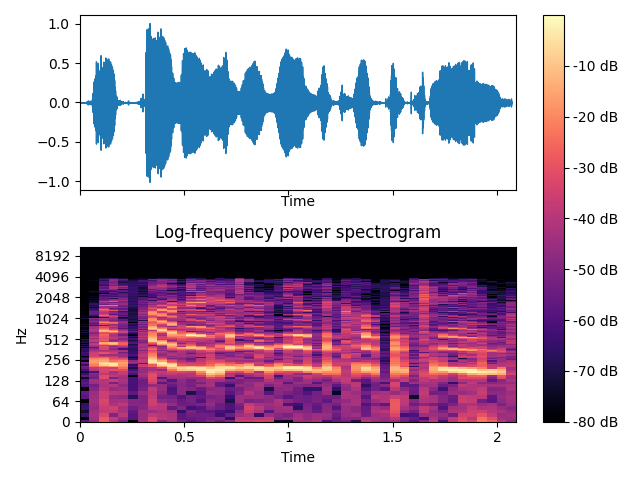 1.0
0.5
0.0
−0.5
−1.0
Time
Log-frequency power spectrogram
8192
4096
2048
1024
512
256
128
64
0
Hz
0
0.5
1
1.5
2
Time
-10 dB
-20 dB
-30 dB
-40 dB
-50 dB
-60 dB
-70 dB
-80 dB